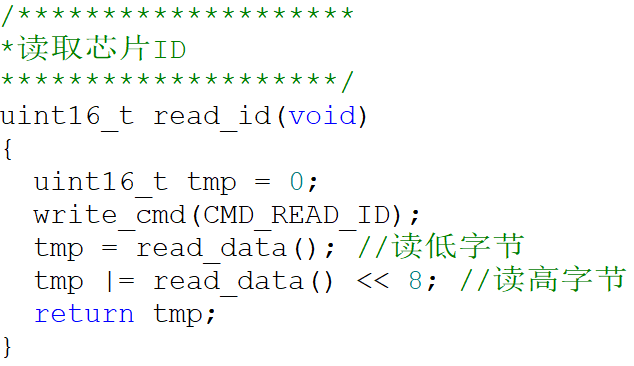 /********************
*读取芯片ID
********************/
uint16_t read_id(void)
{
  uint16_t tmp = 0;
  write_cmd(CMD_READ_ID);
  tmp = read_data(); //读低字节
  tmp |= read_data() << 8; //读高字节
  return tmp;
}